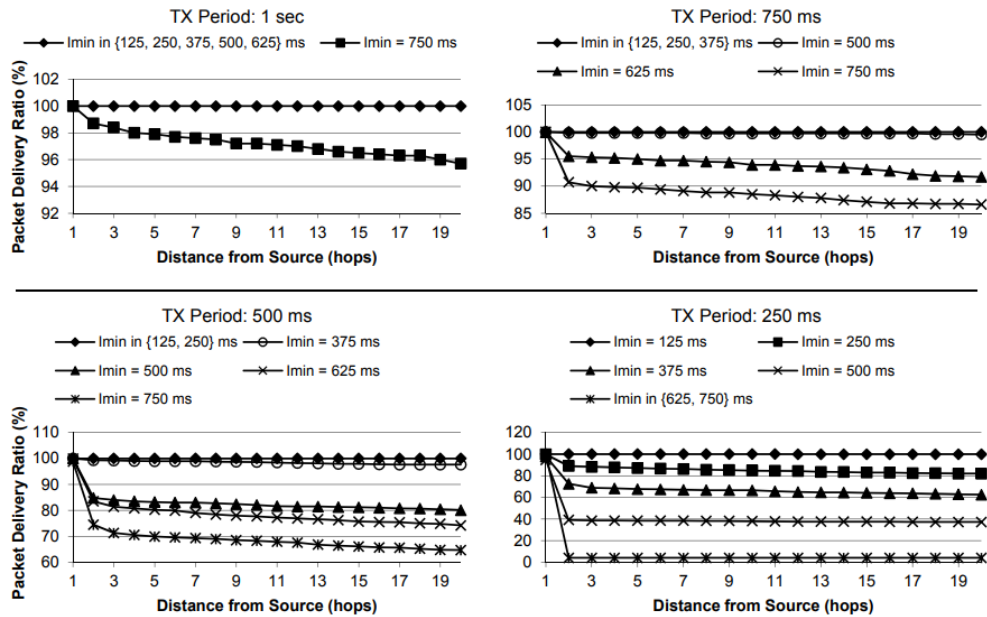 TX Period: 1 sec
Imin in {125, 250, 375, 500, 625} ms
Imin = 750 ms
Packet Delivery Ratio (%)
102
100
98
96
94
92
1 3 5 7 9 11 13 15 17 19
Distance from Source (hops)
TX Period: 750 ms
Imin in {125, 250, 375} ms
Imin = 500 ms
Imin = 625 ms
Imin = 750 ms
105
100
95
90
85
1 3 5 7 9 11 13 15 17 19
Distance from Source (hops)
TX Period: 500 ms
Imin in {125, 250} ms
Imin = 375 ms
Imin = 500 ms
Imin = 625 ms
Imin = 750 ms
Packet Delivery Ratio (%)
110
100
90
80
70
60
1 3 5 7 9 11 13 15 17 19
Distance from Source (hops)
TX Period: 250 ms
Imin = 125 ms
Imin = 250 ms
Imin = 375 ms
Imin = 500 ms
Imin in {625, 750} ms
120
100
80
60
40
20
0
1 3 5 7 9 11 13 15 17 19
Distance from Source (hops)